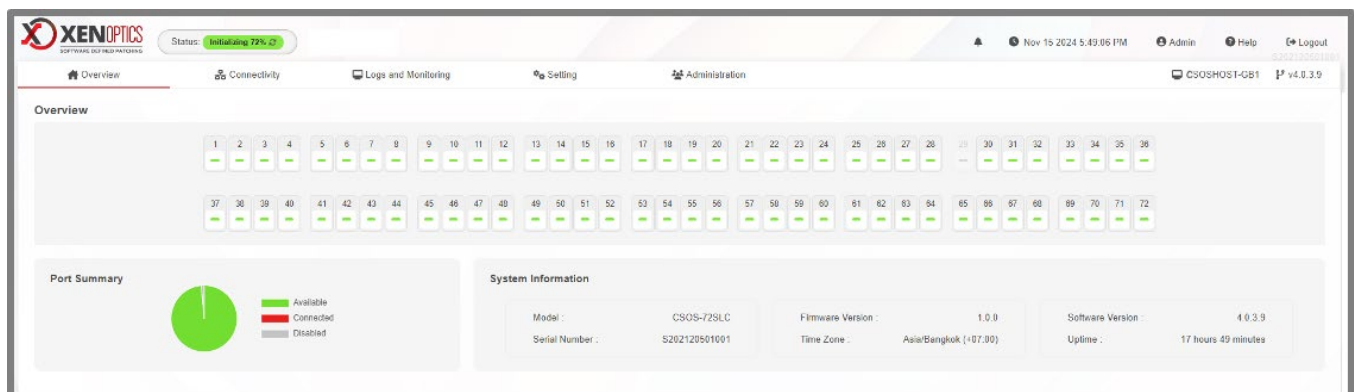 XENOPTICS
SOFTWARE DEFINED PATCHING
Status: Initializing 72%
Nov 15 2024 5:49:06 PM Admin Help Logout
S202120501001
Overview Connectivity Logs and Monitoring Setting Administration CSOSHOST-GB1 v4.0.3.9
Overview
1 2 3 4 5 6 7 8 9 10 11 12 13 14 15 16 17 18 19 20 21 22 23 24 25 26 27 28 29 30 31 32 33 34 35 36
37 38 39 40 41 42 43 44 45 46 47 48 49 50 51 52 53 54 55 56 57 58 59 60 61 62 63 64 65 66 67 68 69 70 71 72
Port Summary
Available
Connected
Disabled
System Information
Model : CSOS-72SLC Firmware Version : 1.0.0 Software Version : 4.0.3.9
Serial Number : S202120501001 Time Zone : Asia/Bangkok (+07:00) Uptime : 17 hours 49 minutes